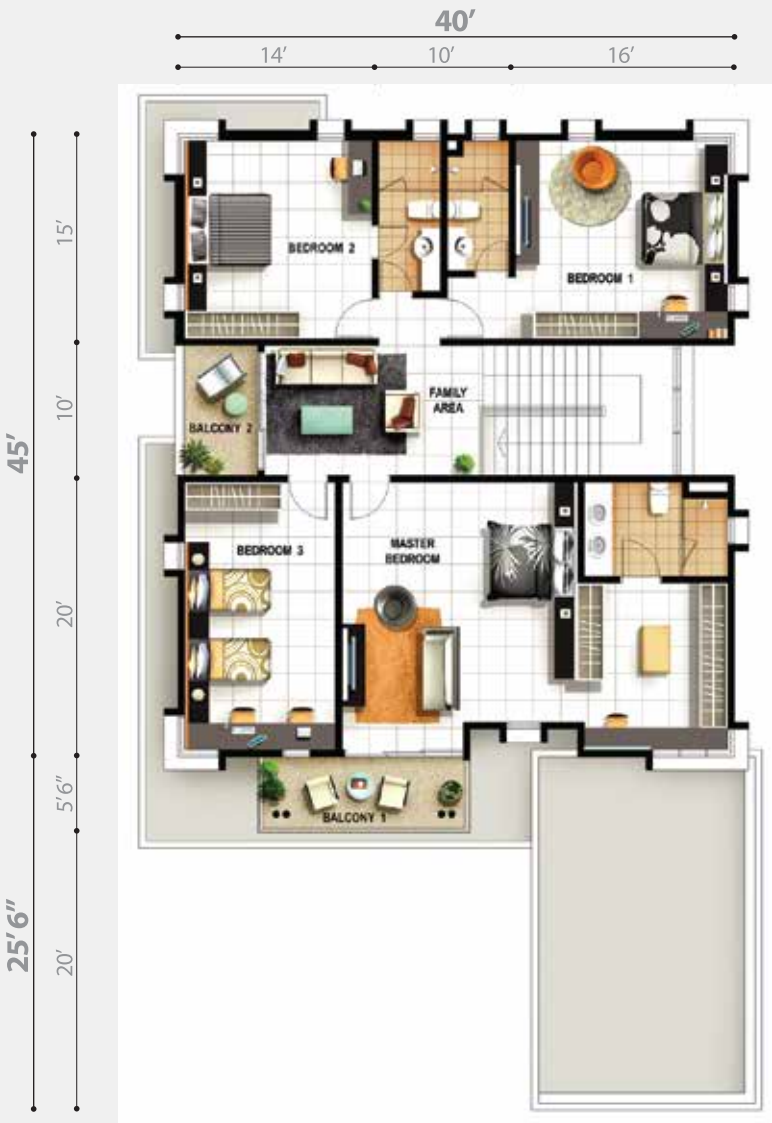 40’
14’ 10’ 16’
15’
BEDROOM 2
BEDROOM 1
10’
FAMILY
AREA
BALCONY 2
45’
BEDROOM 3
MASTER
BEDROOM
20’
5’ 6”
BALCONY 1
25’ 6”
20’